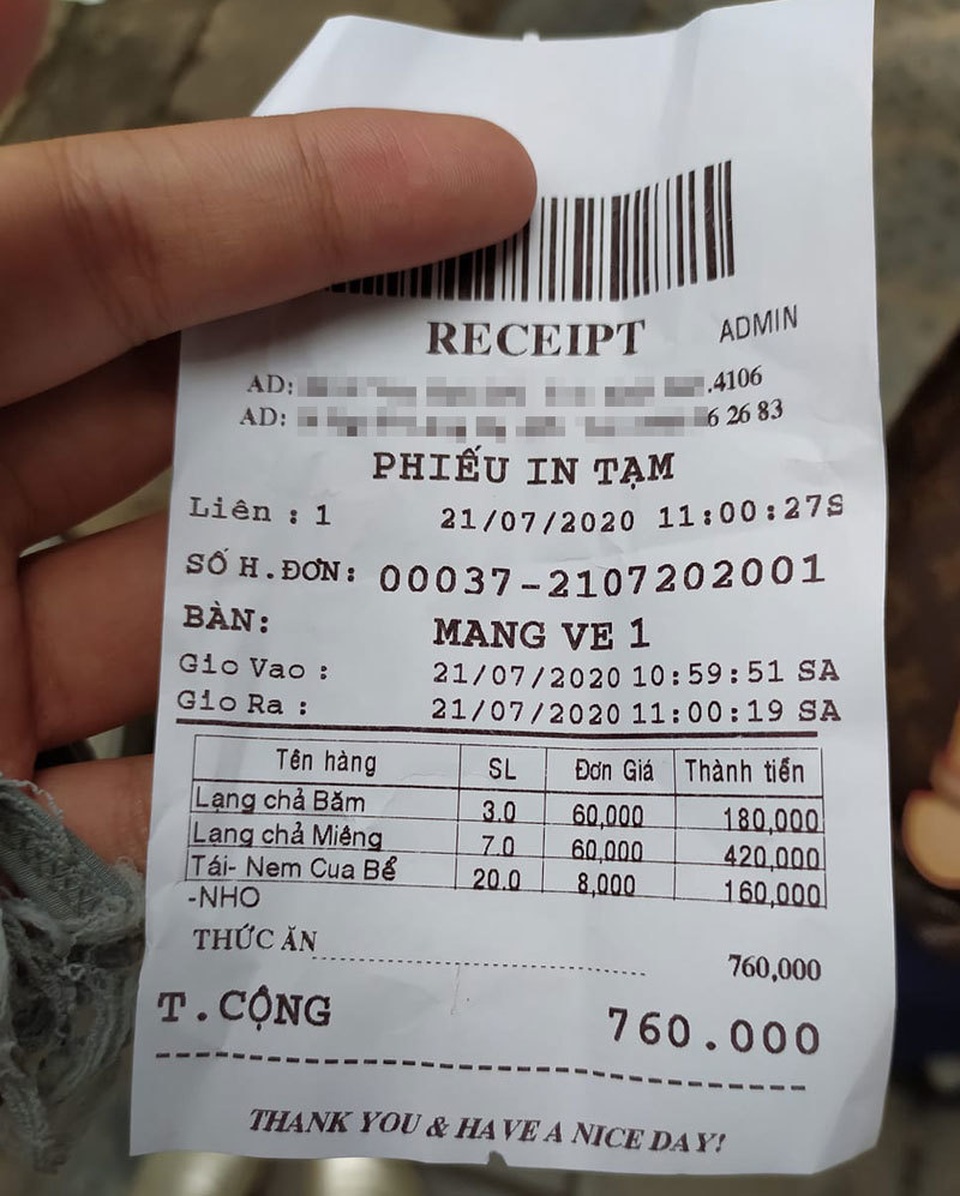 RECEIPT ADMIN
AD: .4106
AD: 6 26 83
PHIẾU IN TẠM
Liên : 1 21/07/2020 11:00:27S
SỐ H.ĐƠN: 00037-2107202001
BÀN: MANG VE 1
Gio Vao : 21/07/2020 10:59:51 SA
Gio Ra : 21/07/2020 11:00:19 SA
Tên hàng SL Đơn Giá Thành tiền
Lạng chả Băm 3.0 60,000 180,000
Lang chả Miêng 7.0 60,000 420,000
Tái- Nem Cua Bể 20.0 8,000 160,000
-NHO
THỨC ĂN 760,000
T.CỘNG 760.000
THANK YOU & HAVE A NICE DAY!